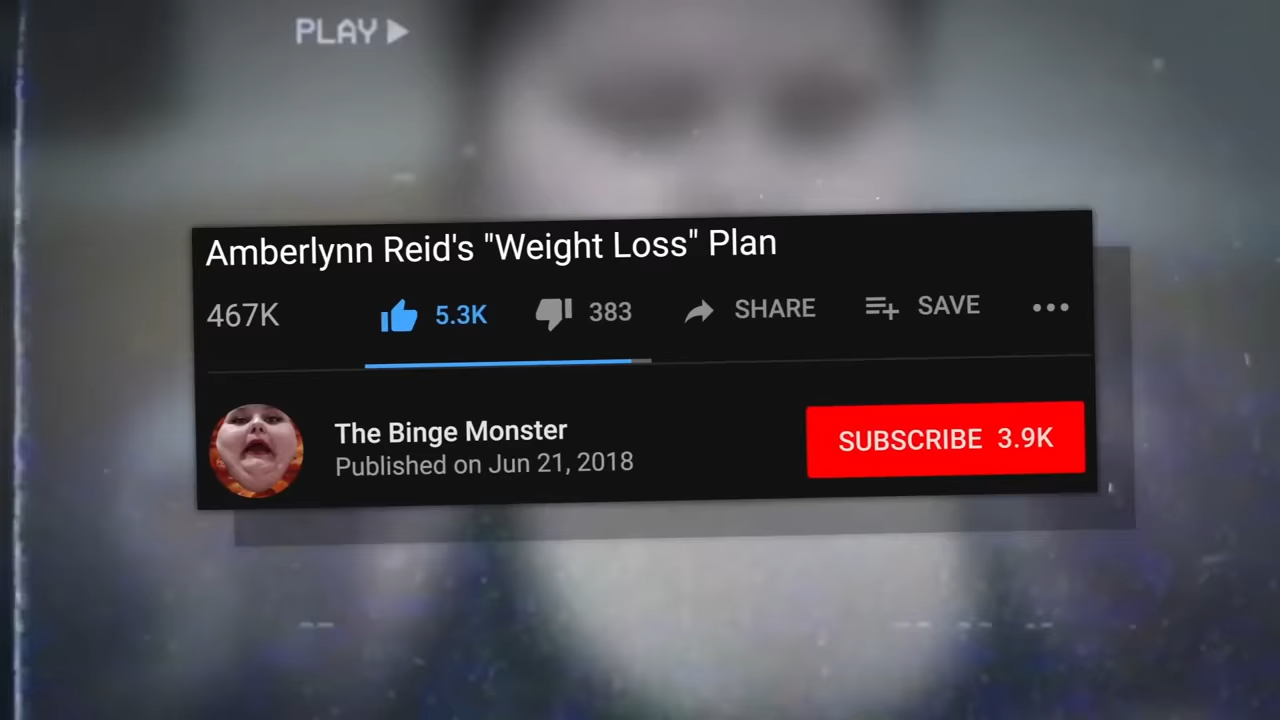 PLAY
Amberlynn Reid's "Weight Loss" Plan
467K 5.3K 383 SHARE SAVE
The Binge Monster
Published on Jun 21, 2018
SUBSCRIBE 3.9K